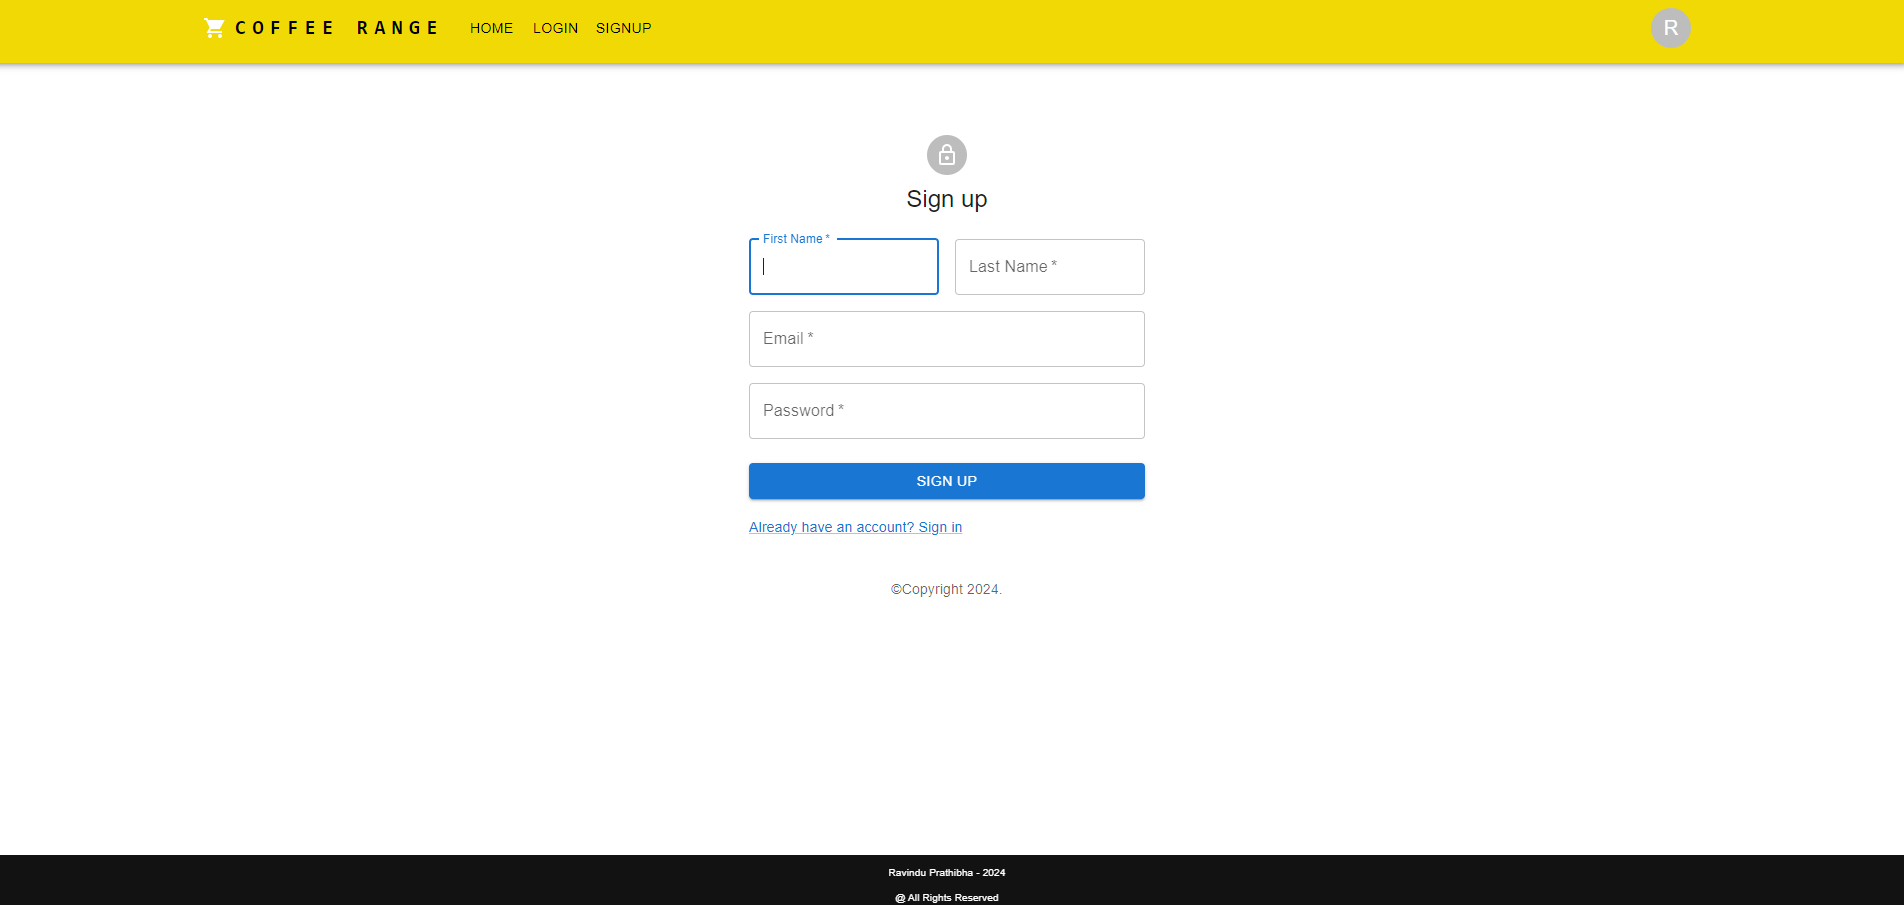 COFFEE RANGE HOME LOGIN SIGNUP R
Sign up
First Name *
Last Name *
Email *
Password *
SIGN UP
Already have an account? Sign in
©Copyright 2024.
Ravindu Prathibha - 2024
@ All Rights Reserved